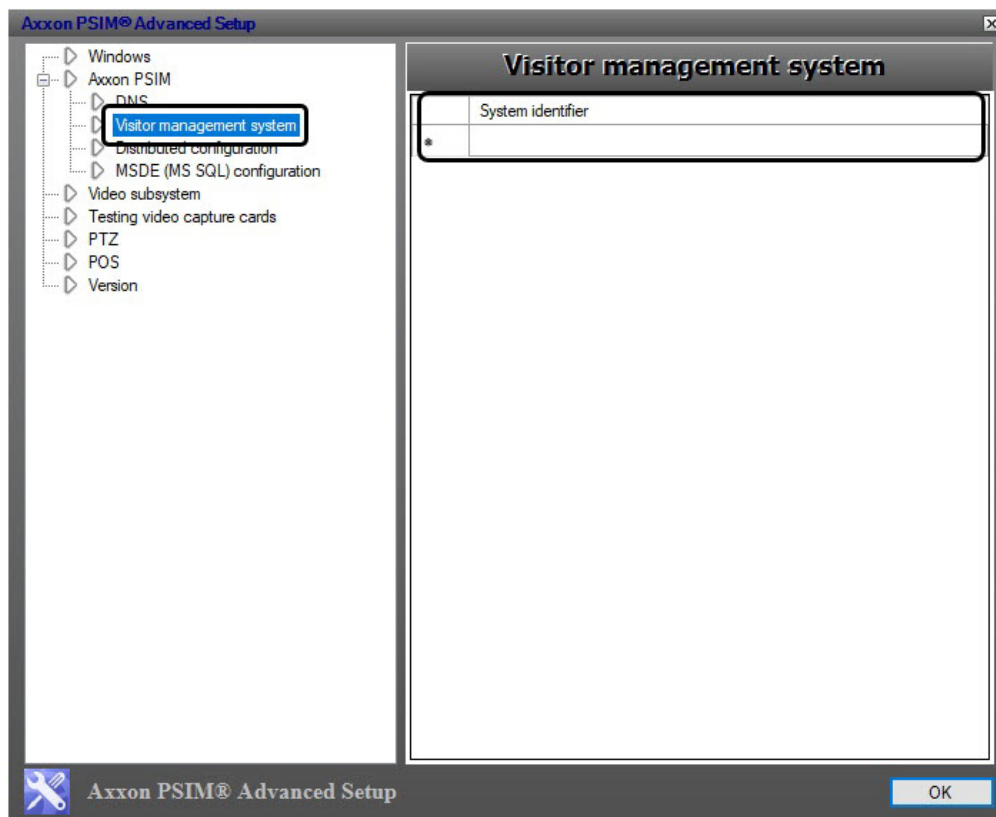 Axxon PSIM® Advanced Setup
Windows
Axxon PSIM
DNS
Visitor management system
Distributed configuration
MSDE (MS SQL) configuration
Video subsystem
Testing video capture cards
PTZ
POS
Version
Visitor management system
System identifier
*
Axxon PSIM® Advanced Setup
OK